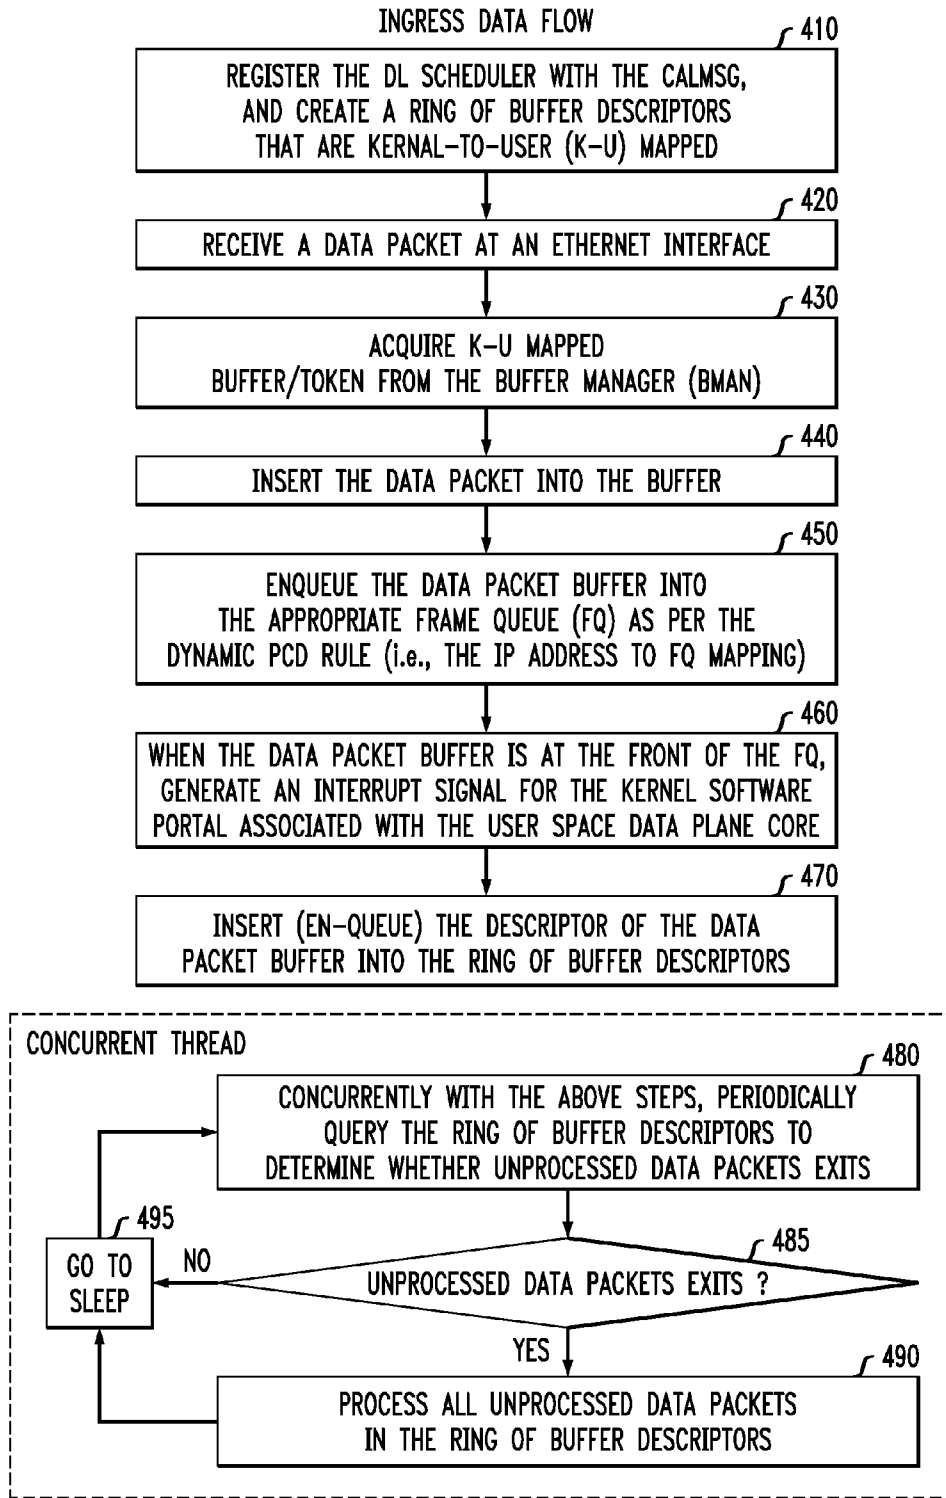 INGRESS DATA FLOW
410
REGISTER THE DL SCHEDULER WITH THE CALMSG,
AND CREATE A RING OF BUFFER DESCRIPTORS
THAT ARE KERNAL-TO-USER (K-U) MAPPED
420
RECEIVE A DATA PACKET AT AN ETHERNET INTERFACE
430
ACQUIRE K-U MAPPED
BUFFER/TOKEN FROM THE BUFFER MANAGER (BMAN)
440
INSERT THE DATA PACKET INTO THE BUFFER
450
ENQUEUE THE DATA PACKET BUFFER INTO
THE APPROPRIATE FRAME QUEUE (FQ) AS PER THE
DYNAMIC PCD RULE (i.e., THE IP ADDRESS TO FQ MAPPING)
460
WHEN THE DATA PACKET BUFFER IS AT THE FRONT OF THE FQ,
GENERATE AN INTERRUPT SIGNAL FOR THE KERNEL SOFTWARE
PORTAL ASSOCIATED WITH THE USER SPACE DATA PLANE CORE
470
INSERT (EN-QUEUE) THE DESCRIPTOR OF THE DATA
PACKET BUFFER INTO THE RING OF BUFFER DESCRIPTORS
CONCURRENT THREAD
480
CONCURRENTLY WITH THE ABOVE STEPS, PERIODICALLY
QUERY THE RING OF BUFFER DESCRIPTORS TO
DETERMINE WHETHER UNPROCESSED DATA PACKETS EXITS
495
GO TO
SLEEP
NO
485
UNPROCESSED DATA PACKETS EXITS ?
YES
490
PROCESS ALL UNPROCESSED DATA PACKETS
IN THE RING OF BUFFER DESCRIPTORS